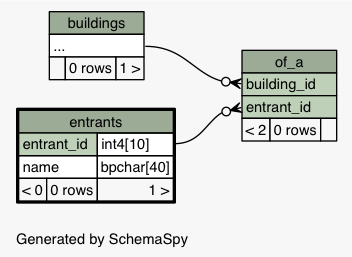 buildings
...
0 rows 1 >
of_a
building_id
entrant_id
< 2 0 rows
entrants
entrant_id int4[10]
name bpchar[40]
< 0 0 rows 1 >
Generated by SchemaSpy